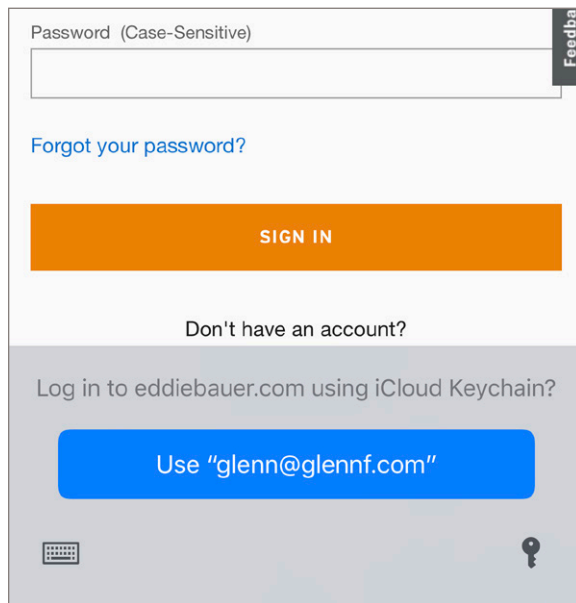 Password (Case-Sensitive)
Feedba
Forgot your password?
SIGN IN
Don't have an account?
Log in to eddiebauer.com using iCloud Keychain?
Use “glenn@glennf.com”